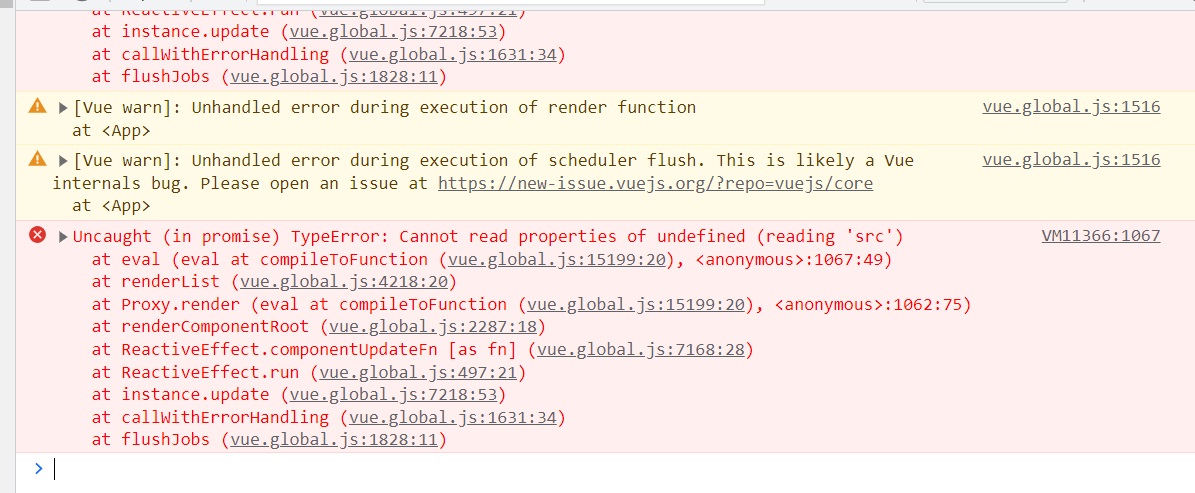 at ReactiveEffect.run (vue.global.js:497:21)
at instance.update (vue.global.js:7218:53)
at callWithErrorHandling (vue.global.js:1631:34)
at flushJobs (vue.global.js:1828:11)
[Vue warn]: Unhandled error during execution of render function vue.global.js:1516
at <App>
[Vue warn]: Unhandled error during execution of scheduler flush. This is likely a Vue vue.global.js:1516
internals bug. Please open an issue at https://new-issue.vuejs.org/?repo=vuejs/core
at <App>
Uncaught (in promise) TypeError: Cannot read properties of undefined (reading 'src') VM11366:1067
at eval (eval at compileToFunction (vue.global.js:15199:20), <anonymous>:1067:49)
at renderList (vue.global.js:4218:20)
at Proxy.render (eval at compileToFunction (vue.global.js:15199:20), <anonymous>:1062:75)
at renderComponentRoot (vue.global.js:2287:18)
at ReactiveEffect.componentUpdateFn [as fn] (vue.global.js:7168:28)
at ReactiveEffect.run (vue.global.js:497:21)
at instance.update (vue.global.js:7218:53)
at callWithErrorHandling (vue.global.js:1631:34)
at flushJobs (vue.global.js:1828:11)